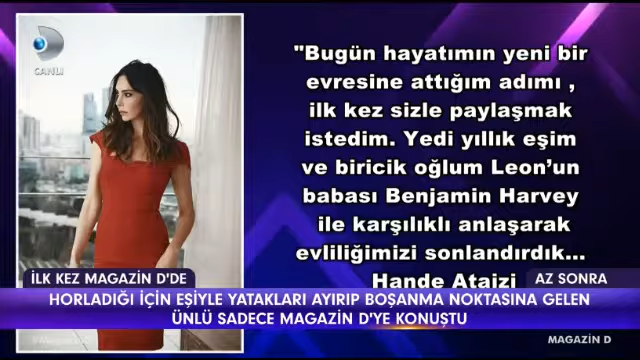 CANLI
"Bugün hayatımın yeni bir
evresine attığım adımı ,
ilk kez sizle paylaşmak
istedim. Yedi yıllık eşim
ve biricik oğlum Leon’un
babası Benjamin Harvey
ile karşılıklı anlaşarak
evliliğimizi sonlandırdık...
Hande Ataizi
İLK KEZ MAGAZİN D'DE
AZ SONRA
HORLADIĞI İÇİN EŞİYLE YATAKLARI AYIRIP BOŞANMA NOKTASINA GELEN
ÜNLÜ SADECE MAGAZİN D'YE KONUŞTU
MAGAZİN D